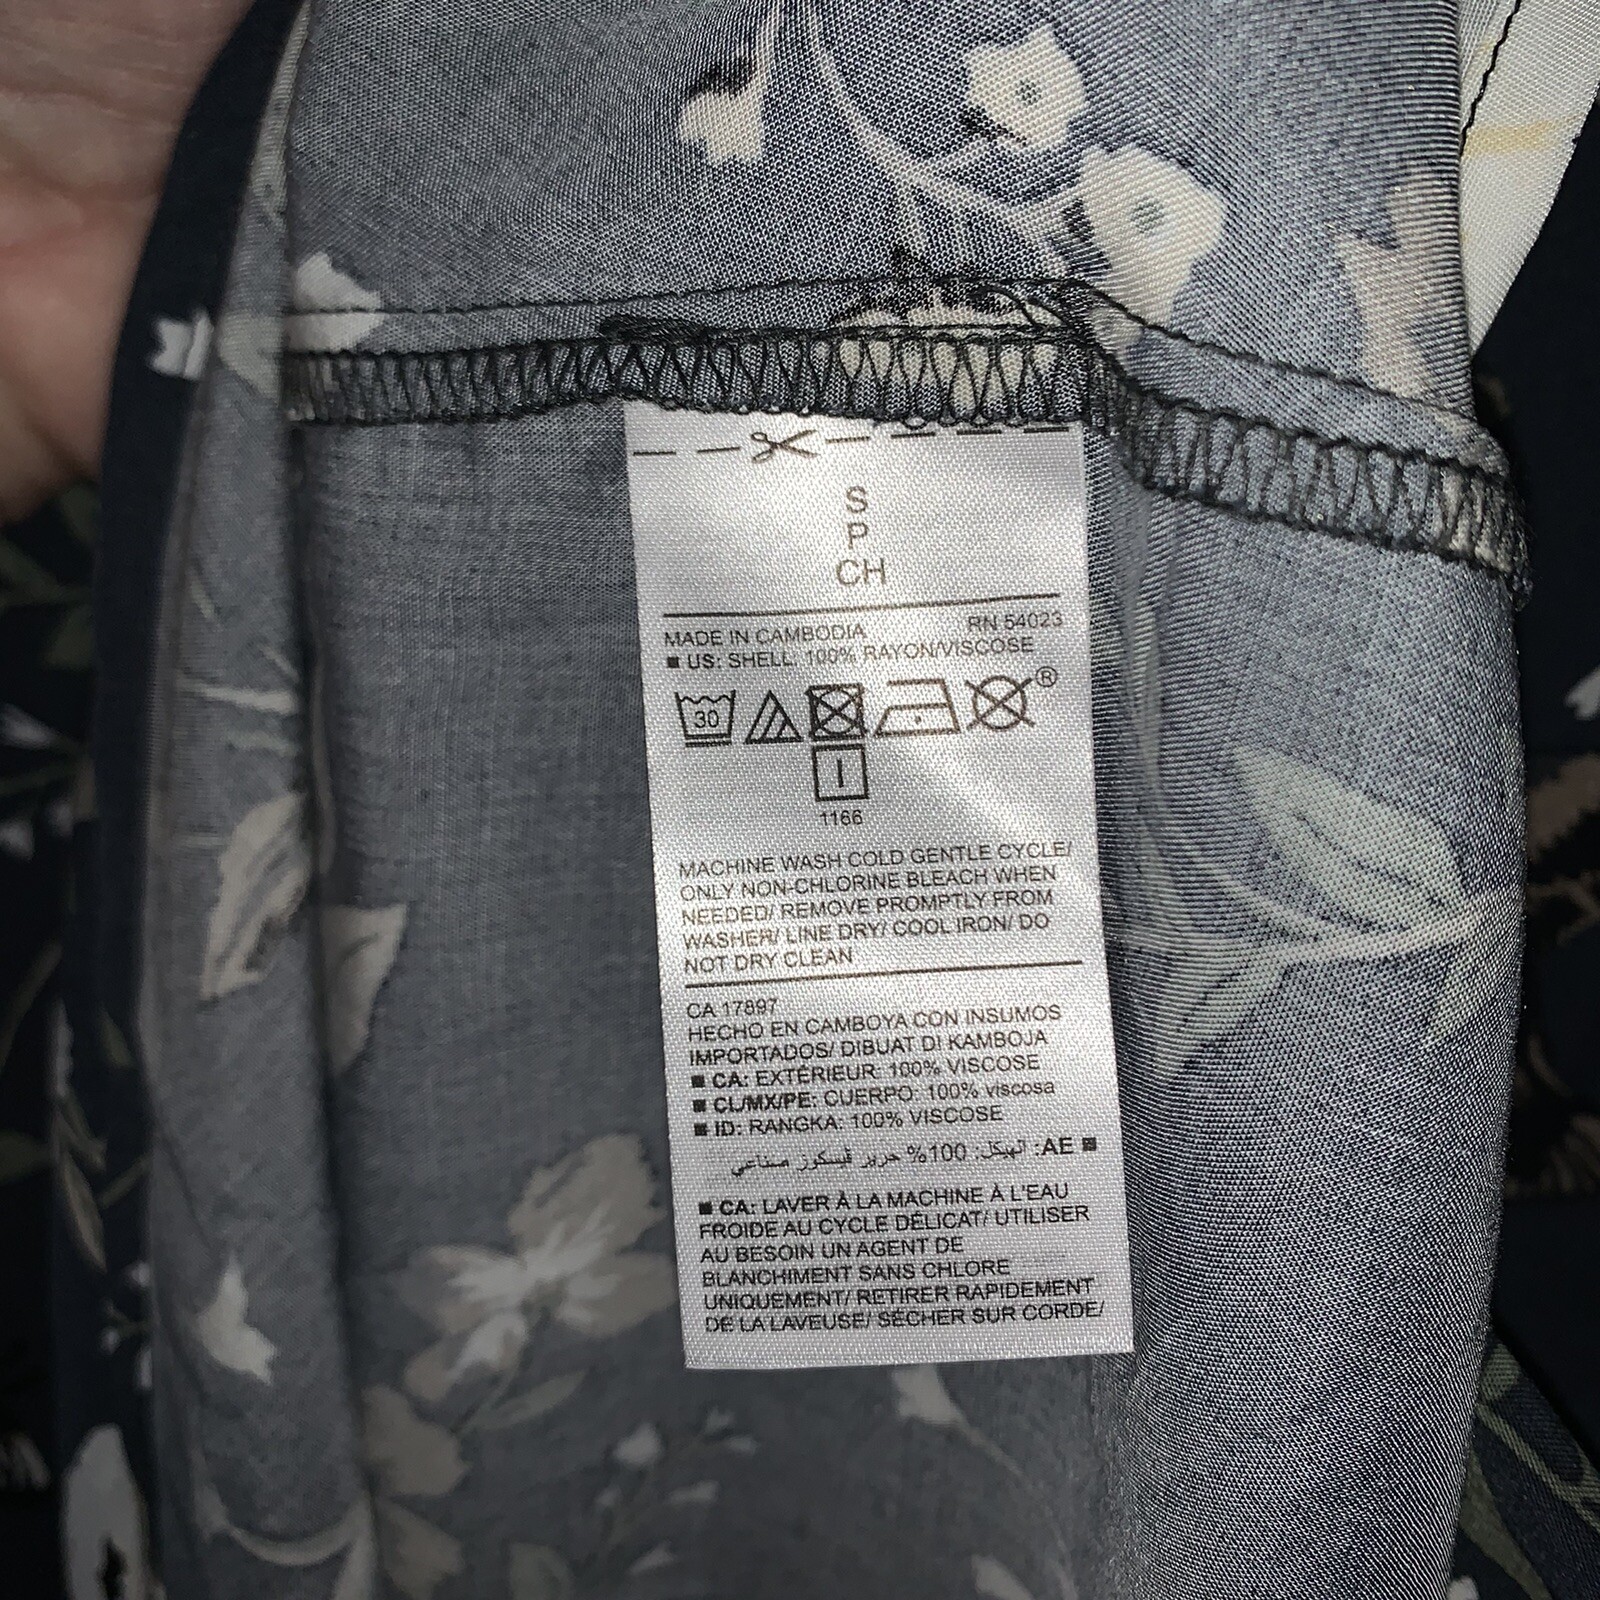 S
P
CH
MADE IN CAMBODIA RN 54023
■ US: SHELL: 100% RAYON/VISCOSE
30 ®
I
1166
MACHINE WASH COLD GENTLE CYCLE/
ONLY NON-CHLORINE BLEACH WHEN
NEEDED/ REMOVE PROMPTLY FROM
WASHER/ LINE DRY/ COOL IRON/ DO
NOT DRY CLEAN
CA 17897
HECHO EN CAMBOYA CON INSUMOS
IMPORTADOS/ DIBUAT DI KAMBOJA
■ CA: EXTÉRIEUR: 100% VISCOSE
■ CL/MX/PE: CUERPO: 100% viscosa
■ ID: RANGKA: 100% VISCOSE
■ AE: الهيكل: 100% حرير فيسكوز صناعي
■ CA: LAVER À LA MACHINE À L'EAU
FROIDE AU CYCLE DÉLICAT/ UTILISER
AU BESOIN UN AGENT DE
BLANCHIMENT SANS CHLORE
UNIQUEMENT/ RETIRER RAPIDEMENT
DE LA LAVEUSE/ SÉCHER SUR CORDE/